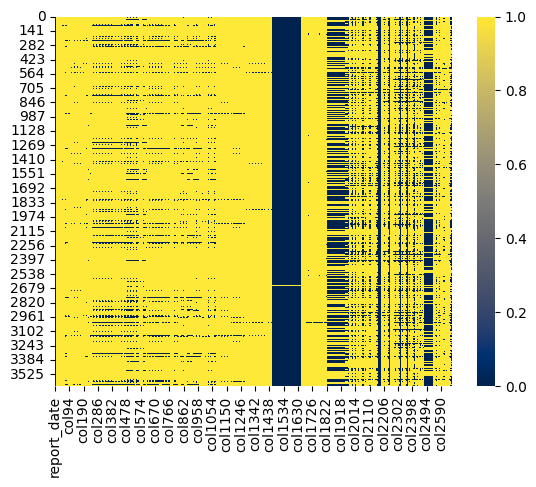 0
141
282
423
564
705
846
987
1128
1269
1410
1551
1692
1833
1974
2115
2256
2397
2538
2679
2820
2961
3102
3243
3384
3525
report_date
col94
col190
col286
col382
col478
col574
col670
col766
col862
col958
col1054
col1150
col1246
col1342
col1438
col1534
col1630
col1726
col1822
col1918
col2014
col2110
col2206
col2302
col2398
col2494
col2590
1.0
0.8
0.6
0.4
0.2
0.0